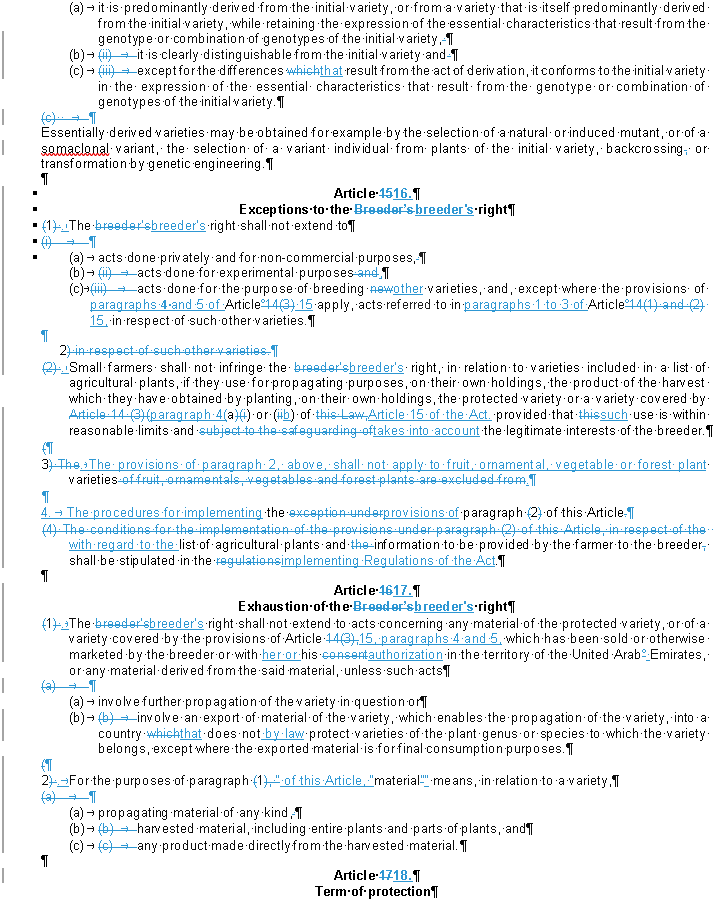 (a)→it is predominantly derived from the initial variety, or from a variety that is itself predominantly derived
from the initial variety, while retaining the expression of the essential characteristics that result from the
genotype or combination of genotypes of the initial variety,.¶
(b)→(ii) →it is clearly distinguishable from the initial variety and ¶
(c)→(iii) →except for the differences whichthat result from the act of derivation, it conforms to the initial variety
in the expression of the essential characteristics that result from the genotype or combination of
genotypes of the initial variety.¶
(c) → ¶
Essentially derived varieties may be obtained for example by the selection of a natural or induced mutant, or of a
somaclonal variant, the selection of a variant individual from plants of the initial variety, backcrossing, or
transformation by genetic engineering.¶
¶
Article 1516.¶
Exceptions to the Breeder'sbreeder's right¶
(1) .The breeder'sbreeder's right shall not extend to¶
(i) → ¶
(a)→acts done privately and for non-commercial purposes, ¶
(b)→(ii) →acts done for experimental purposes and,¶
(c)→(iii) →acts done for the purpose of breeding newother varieties, and, except where the provisions of
paragraphs 4 and 5 of Article°14(3) 15 apply, acts referred to in paragraphs 1 to 3 of Article°14(1) and (2)
15, in respect of such other varieties.¶
¶
2) in respect of such other varieties.¶
(2) .Small farmers shall not infringe the breeder'sbreeder's right, in relation to varieties included in a list of
agricultural plants, if they use for propagating purposes, on their own holdings, the product of the harvest
which they have obtained by planting, on their own holdings, the protected variety or a variety covered by
Article 14 (3)(paragraph 4(a)(i) or (iib) of this Law,Article 15 of the Act. provided that thissuch use is within
reasonable limits and subject to the safeguarding oftakes into account the legitimate interests of the breeder.¶
(¶
3) The.→The provisions of paragraph 2, above, shall not apply to fruit, ornamental, vegetable or forest plant
varieties of fruit, ornamentals, vegetables and forest plants are excluded from.¶
¶
4. → The procedures for implementing the exception underprovisions of paragraph (2) of this Article.¶
(4) The conditions for the implementation of the provisions under paragraph (2) of this Article, in respect of the
with regard to the list of agricultural plants and the information to be provided by the farmer to the breeder,
shall be stipulated in the regulationsimplementing Regulations of the Act.¶
¶
Article 1617.¶
Exhaustion of the Breeder'sbreeder's right¶
(1) .The breeder'sbreeder's right shall not extend to acts concerning any material of the protected variety, or of a
variety covered by the provisions of Article 14(3),15, paragraphs 4 and 5, which has been sold or otherwise
marketed by the breeder or with her or his consentauthorization in the territory of the United Arab° Emirates,
or any material derived from the said material, unless such acts¶
(a) → ¶
(a)→involve further propagation of the variety in question or¶
(b)→(b) →involve an export of material of the variety, which enables the propagation of the variety, into a
country whichthat does not by law protect varieties of the plant genus or species to which the variety
belongs, except where the exported material is for final consumption purposes.¶
(¶
2) .→For the purposes of paragraph (1), " of this Article, "material"" means, in relation to a variety,¶
(a) → ¶
(a)→propagating material of any kind,¶
(b)→(b) →harvested material, including entire plants and parts of plants, and¶
(c)→(c) →any product made directly from the harvested material.¶
¶
Article 1718.¶
Term of protection¶